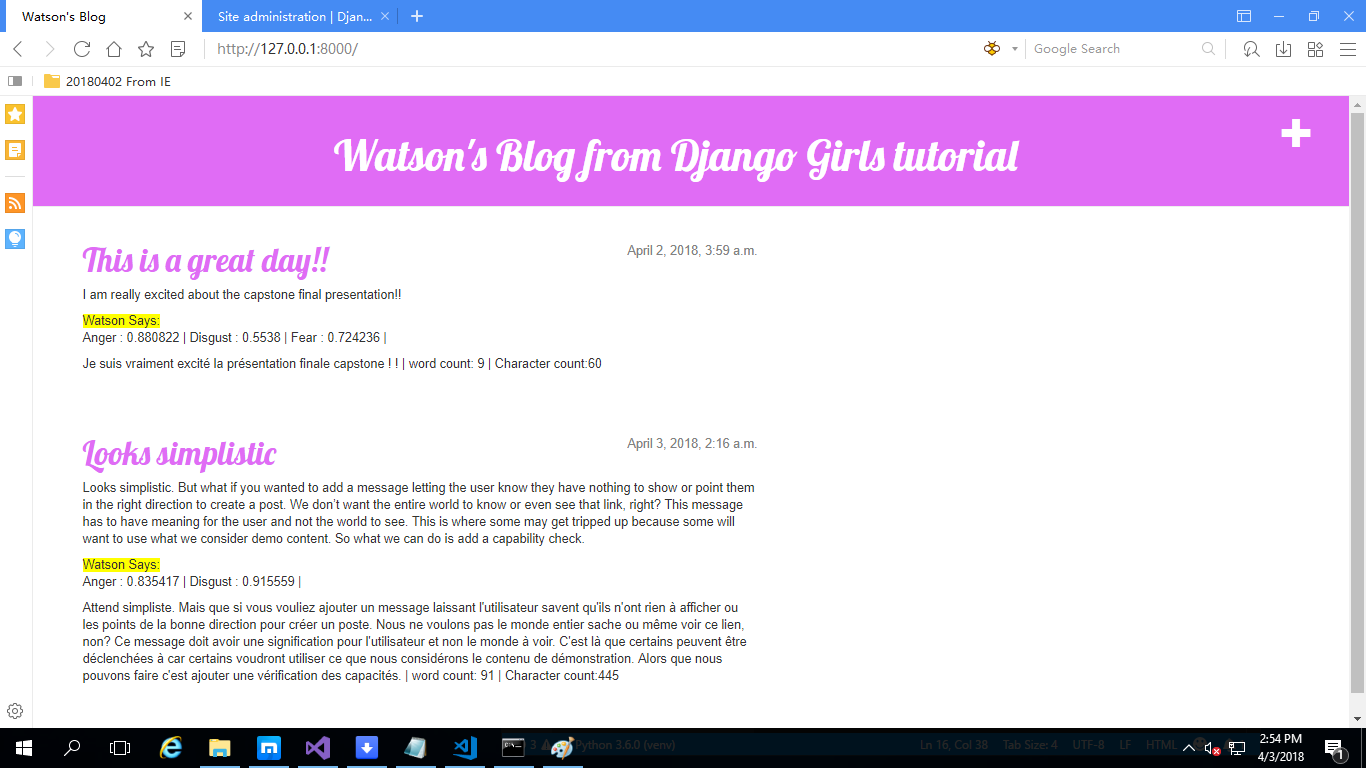 Watson's Blog
Site administration | Djan...
http://127.0.0.1:8000/
Google Search
20180402 From IE
Watson's Blog from Django Girls tutorial
This is a great day!!
April 2, 2018, 3:59 a.m.
I am really excited about the capstone final presentation!!
Watson Says:
Anger : 0.880822 | Disgust : 0.5538 | Fear : 0.724236 |
Je suis vraiment excité la présentation finale capstone ! ! | word count: 9 | Character count:60
Looks simplistic
April 3, 2018, 2:16 a.m.
Looks simplistic. But what if you wanted to add a message letting the user know they have nothing to show or point them
in the right direction to create a post. We don’t want the entire world to know or even see that link, right? This message
has to have meaning for the user and not the world to see. This is where some may get tripped up because some will
want to use what we consider demo content. So what we can do is add a capability check.
Watson Says:
Anger : 0.835417 | Disgust : 0.915559 |
Attend simpliste. Mais que si vous vouliez ajouter un message laissant l'utilisateur savent qu'ils n'ont rien à afficher ou
les points de la bonne direction pour créer un poste. Nous ne voulons pas le monde entier sache ou même voir ce lien,
non? Ce message doit avoir une signification pour l'utilisateur et non le monde à voir. C'est là que certains peuvent être
déclenchées à car certains voudront utiliser ce que nous considérons le contenu de démonstration. Alors que nous
pouvons faire c'est ajouter une vérification des capacités. | word count: 91 | Character count:445
3
Python 3.6.0 (venv)
Ln 16, Col 38
Tab Size: 4
UTF-8
LF
HTML
2:54 PM
4/3/2018
1